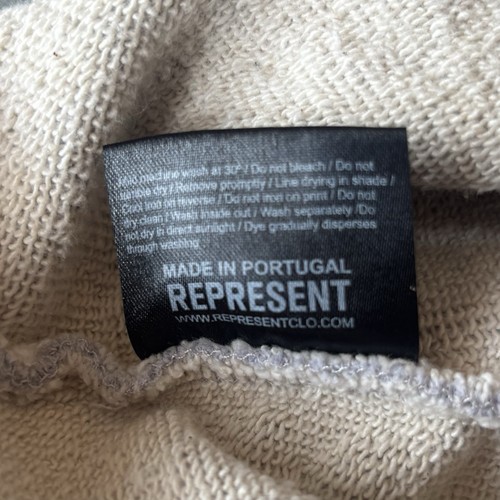 machine wash at 30° / Do not bleach / Do not
tumble dry / Remove promptly / Line drying in shade /
Cool iron on reverse / Do not iron on print / Do not
dry clean / Wash inside out / Wash separately /Do
not dry in direct sunlight / Dye gradually disperses
through washing
MADE IN PORTUGAL
REPRESENT
WWW.REPRESENTCLO.COM